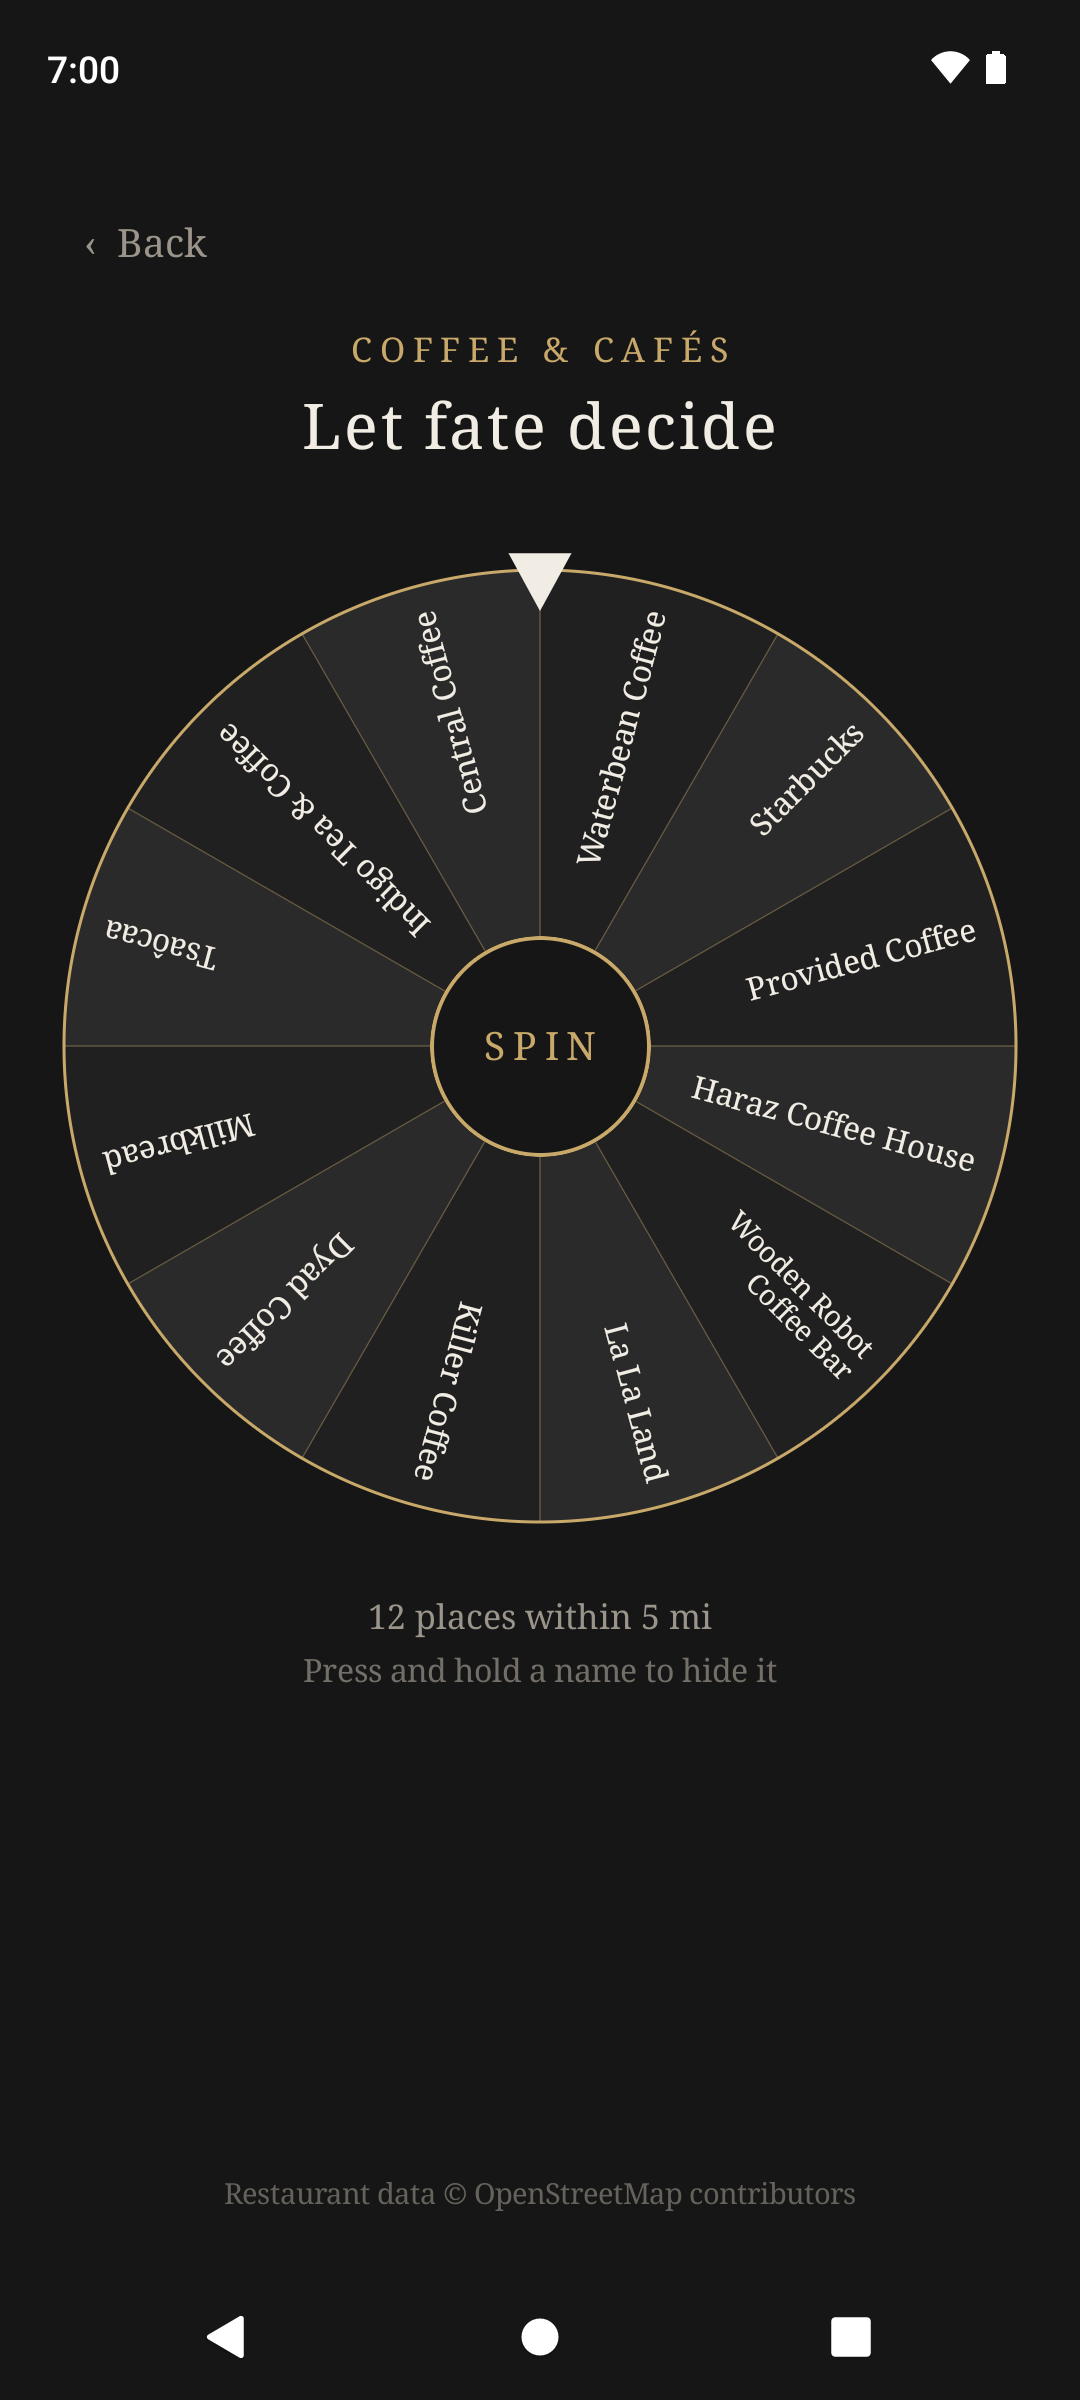 7:00
‹ Back
COFFEE & CAFÉS
Let fate decide
Waterbean Coffee
Starbucks
Provided Coffee
Haraz Coffee House
Wooden Robot
Coffee Bar
La La Land
Killer Coffee
Dyad Coffee
Milkbread
Tsaôcaa
Indigo Tea & Coffee
Central Coffee
SPIN
12 places within 5 mi
Press and hold a name to hide it
Restaurant data © OpenStreetMap contributors